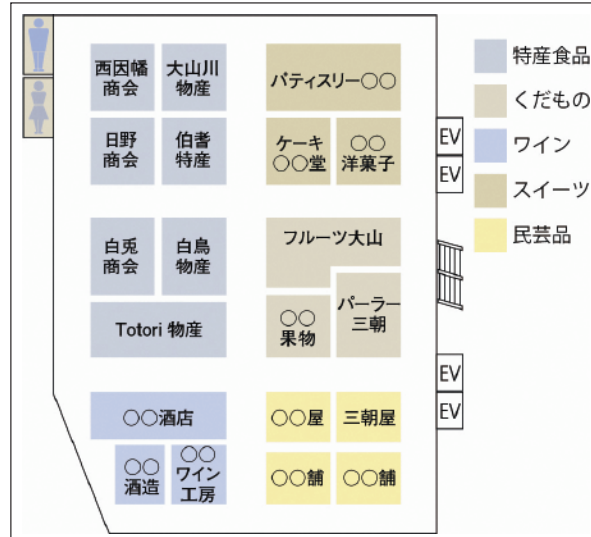 西因幡
商会
大山川
物産
パティスリー○○
日野
商会
伯耆
特産
ケーキ
○○堂
○○
洋菓子
白兎
商会
白鳥
物産
フルーツ大山
Totori 物産
○○
果物
パーラー
三朝
○○酒店
○○
酒造
○○
ワイン
工房
○○屋
三朝屋
○○舗
○○舗
EV
EV
EV
EV
特産食品
くだもの
ワイン
スイーツ
民芸品